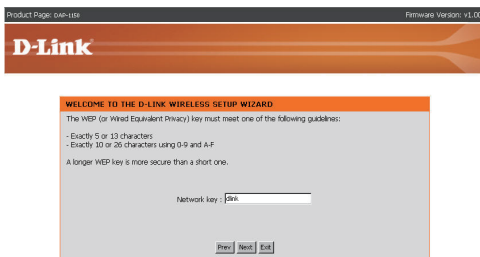 Product Page: DAP-1150 Firmware Version: v1.00
D-Link
WELCOME TO THE D-LINK WIRELESS SETUP WIZARD
The WEP (or Wired Equivalent Privacy) key must meet one of the following guidelines:
- Exactly 5 or 13 characters
- Exactly 10 or 26 characters using 0-9 and A-F
A longer WEP key is more secure than a short one.
Network key : dlink
Prev Next Exit